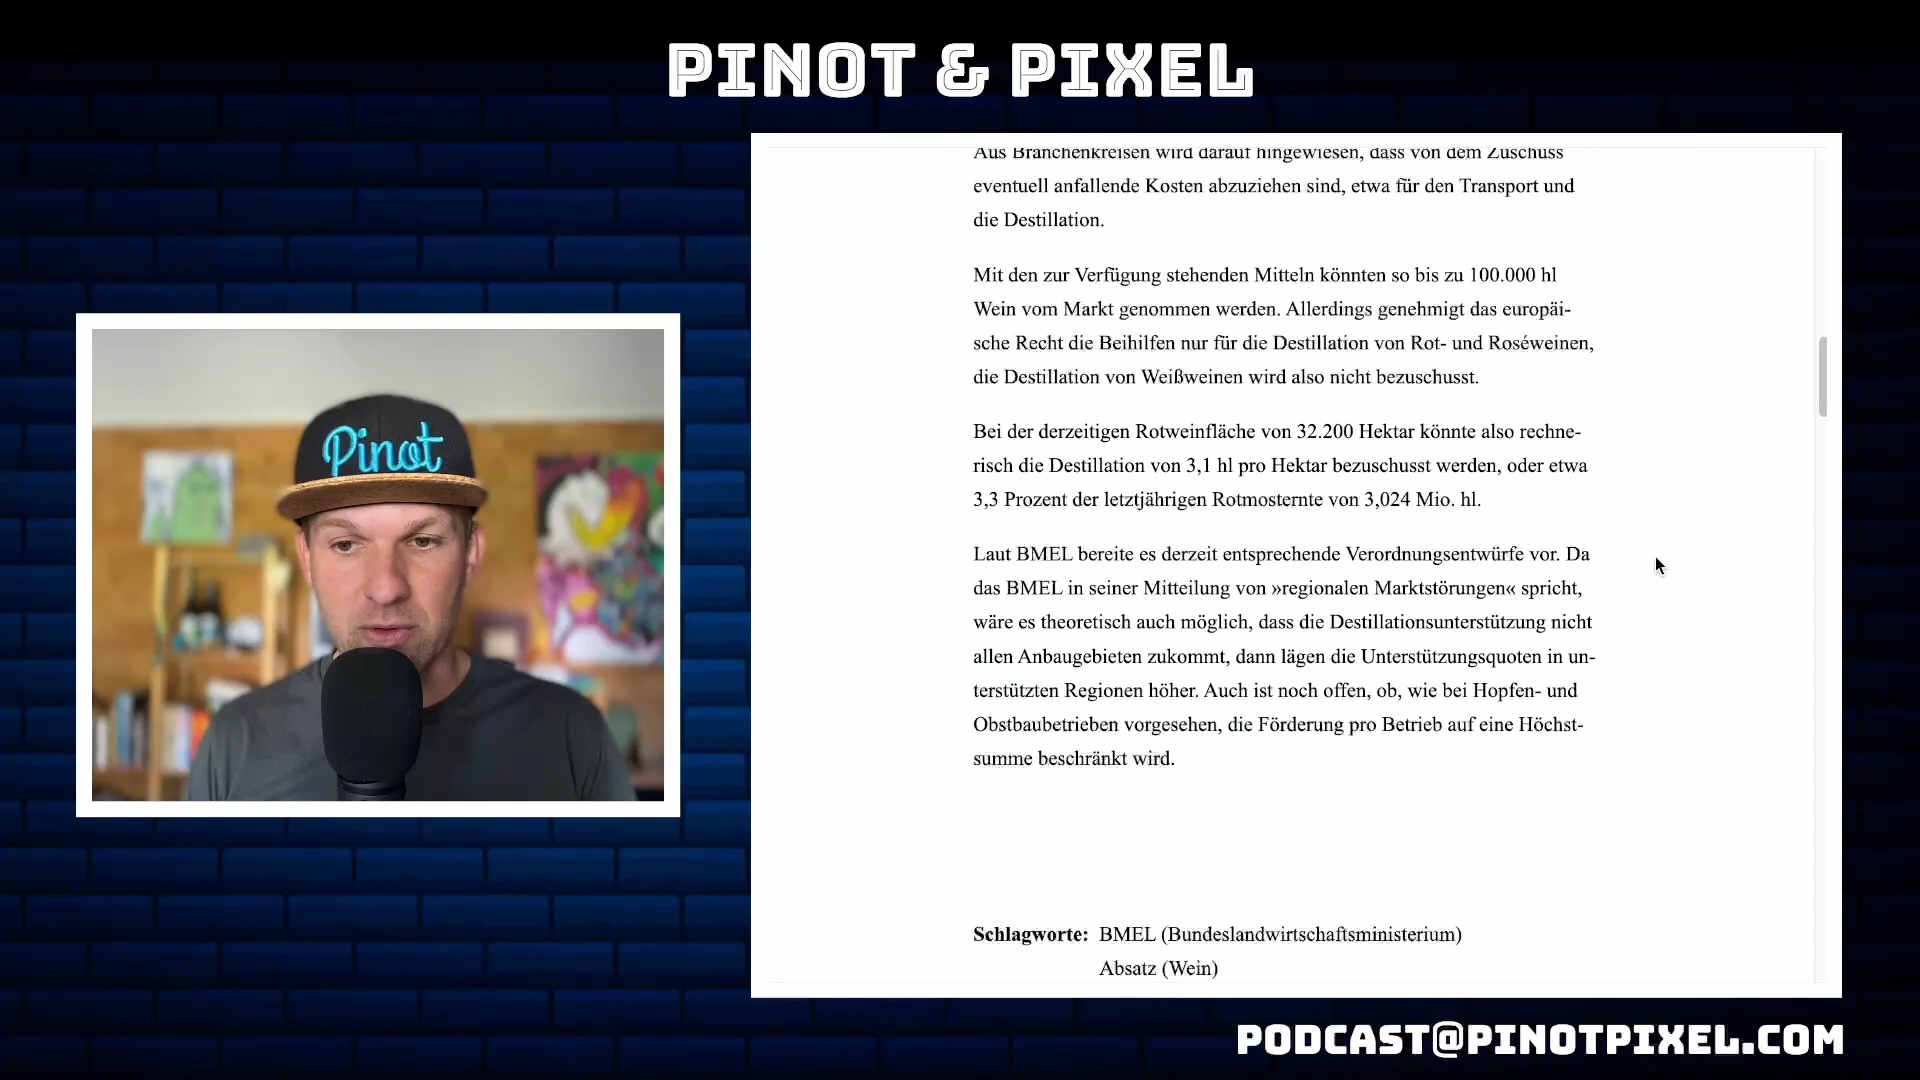 PINOT & PIXEL
Aus Branchenkreisen wird darauf hingewiesen, dass von dem Zuschuss
eventuell anfallende Kosten abzuziehen sind, etwa für den Transport und
die Destillation.
Mit den zur Verfügung stehenden Mitteln könnten so bis zu 100.000 hl
Wein vom Markt genommen werden. Allerdings genehmigt das europäi-
sche Recht die Beihilfen nur für die Destillation von Rot- und Roséweinen,
die Destillation von Weißweinen wird also nicht bezuschusst.
Bei der derzeitigen Rotweinfläche von 32.200 Hektar könnte also rechne-
risch die Destillation von 3,1 hl pro Hektar bezuschusst werden, oder etwa
3,3 Prozent der letztjährigen Rotmosternte von 3,024 Mio. hl.
Laut BMEL bereite es derzeit entsprechende Verordnungsentwürfe vor. Da
das BMEL in seiner Mitteilung von »regionalen Marktstörungen« spricht,
wäre es theoretisch auch möglich, dass die Destillationsunterstützung nicht
allen Anbaugebieten zukommt, dann lägen die Unterstützungsquoten in un-
terstützten Regionen höher. Auch ist noch offen, ob, wie bei Hopfen- und
Obstbaubetrieben vorgesehen, die Förderung pro Betrieb auf eine Höchst-
summe beschränkt wird.
Schlagworte: BMEL (Bundeslandwirtschaftsministerium)
Absatz (Wein)
Pinot
PODCAST@PINOTPIXEL.COM